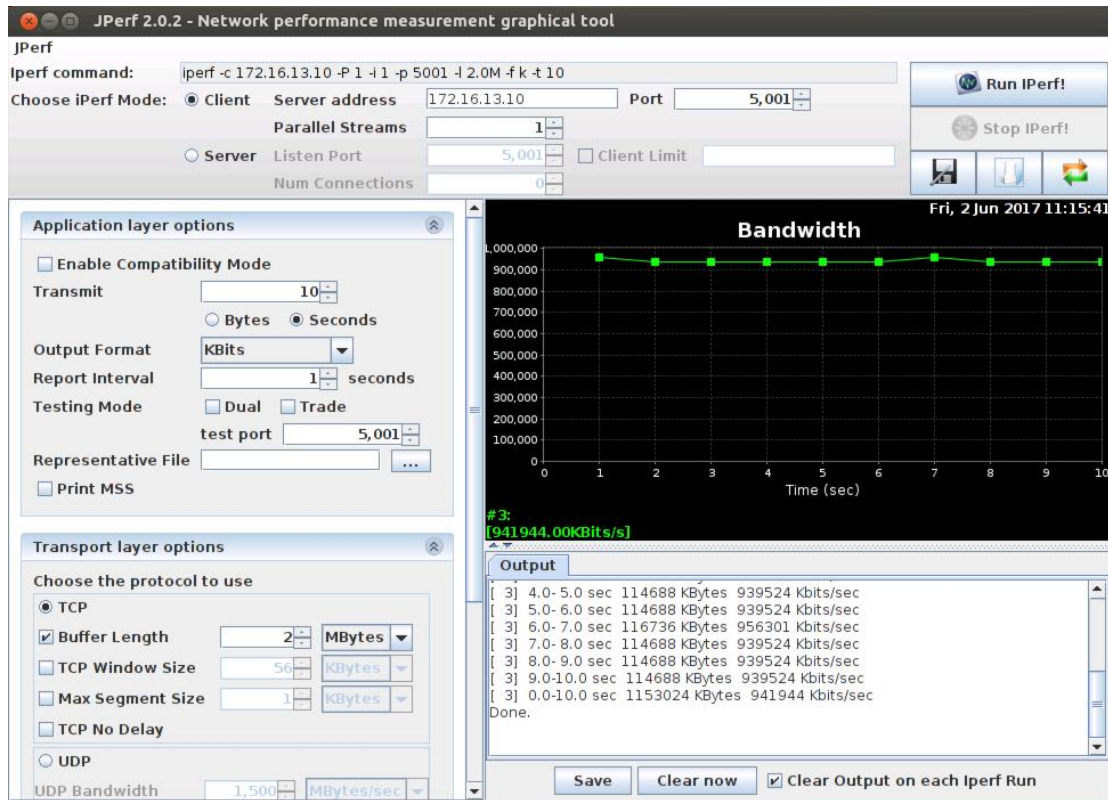 JPerf 2.0.2 - Network performance measurement graphical tool
JPerf
Iperf command: iperf -c 172.16.13.10 -P 1 -i 1 -p 5001 -l 2.0M -f k -t 10
Choose iPerf Mode: Client Server address 172.16.13.10 Port 5,001
Parallel Streams 1
Server Listen Port 5,001 Client Limit
Num Connections 0
Run IPerf!
Stop IPerf!
Application layer options
Enable Compatibility Mode
Transmit 10
Bytes Seconds
Output Format KBits
Report Interval 1 seconds
Testing Mode Dual Trade
test port 5,001
Representative File ...
Print MSS
Transport layer options
Choose the protocol to use
TCP
Buffer Length 2 MBytes
TCP Window Size 56 KBytes
Max Segment Size 1 KBytes
TCP No Delay
UDP
UDP Bandwidth 1,500 MBytes/sec
Fri, 2 Jun 2017 11:15:41
Bandwidth
1,000,000
900,000
800,000
700,000
600,000
500,000
400,000
300,000
200,000
100,000
0
0 1 2 3 4 5 6 7 8 9 10
Time (sec)
#3:
[941944.00KBits/s]
Output
[ 3] 4.0- 5.0 sec 114688 KBytes 939524 Kbits/sec
[ 3] 5.0- 6.0 sec 114688 KBytes 939524 Kbits/sec
[ 3] 6.0- 7.0 sec 116736 KBytes 956301 Kbits/sec
[ 3] 7.0- 8.0 sec 114688 KBytes 939524 Kbits/sec
[ 3] 8.0- 9.0 sec 114688 KBytes 939524 Kbits/sec
[ 3] 9.0-10.0 sec 114688 KBytes 939524 Kbits/sec
[ 3] 0.0-10.0 sec 1153024 KBytes 941944 Kbits/sec
Done.
Save Clear now Clear Output on each Iperf Run